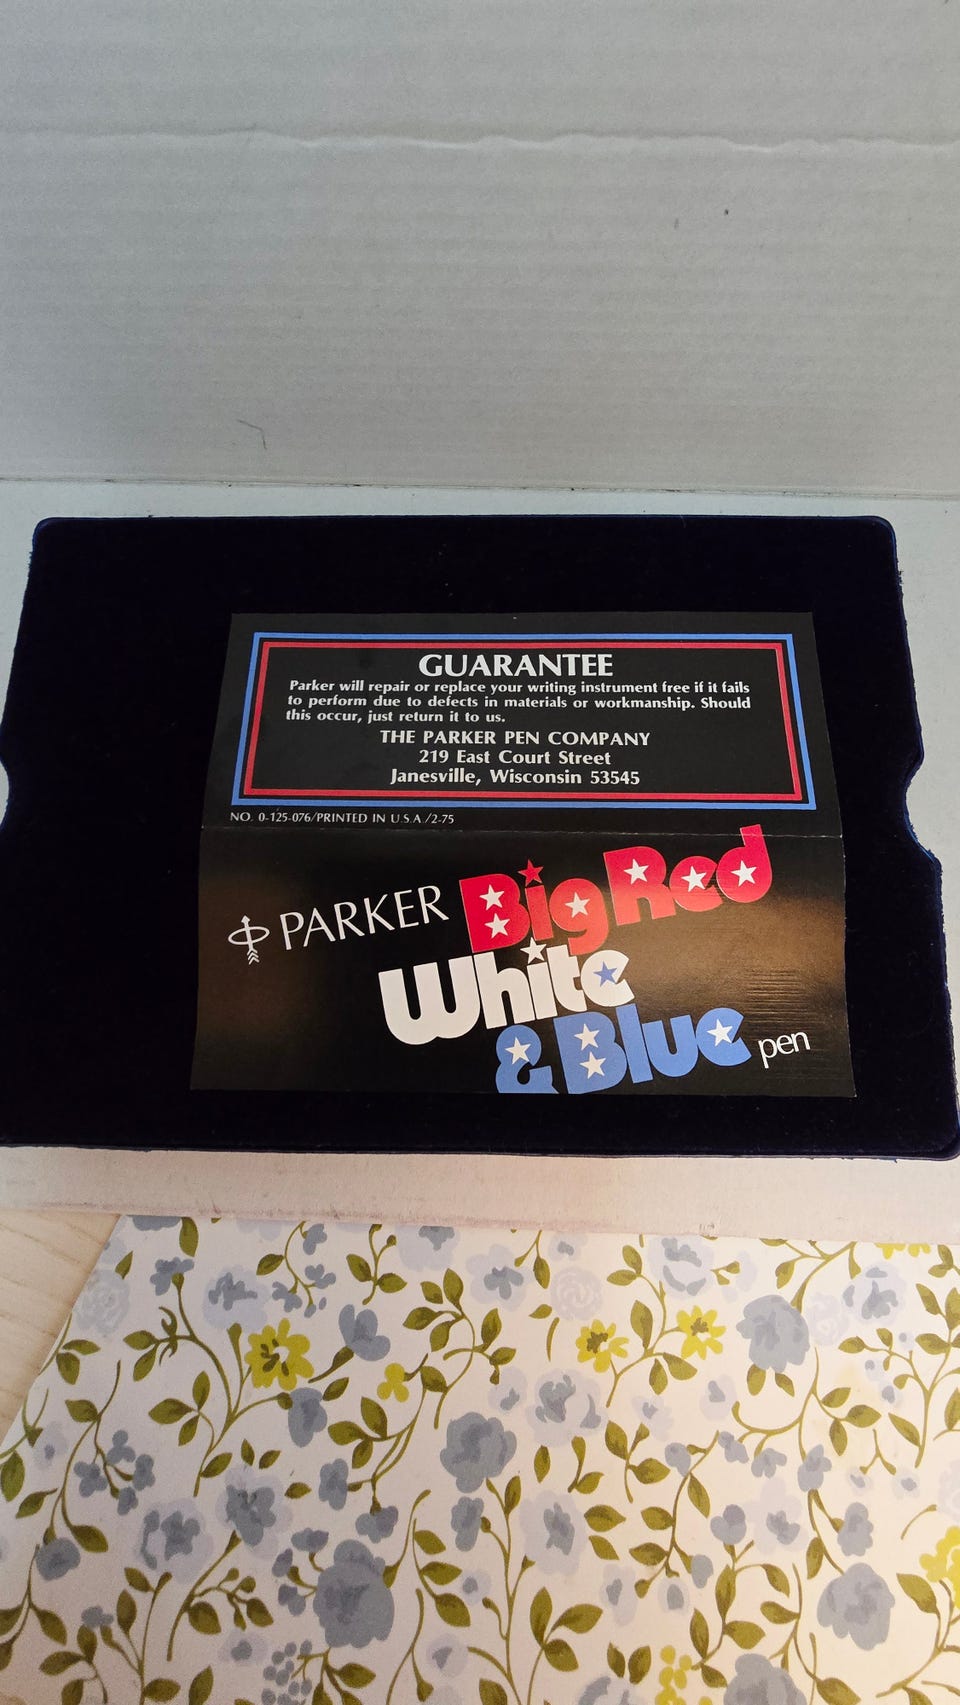 GUARANTEE
Parker will repair or replace your writing instrument free if it fails
to perform due to defects in materials or workmanship. Should
this occur, just return it to us.
THE PARKER PEN COMPANY
219 East Court Street
Janesville, Wisconsin 53545
NO. 0-125-076/PRINTED IN U.S.A./2-75
PARKER Big Red
White
& Blue pen